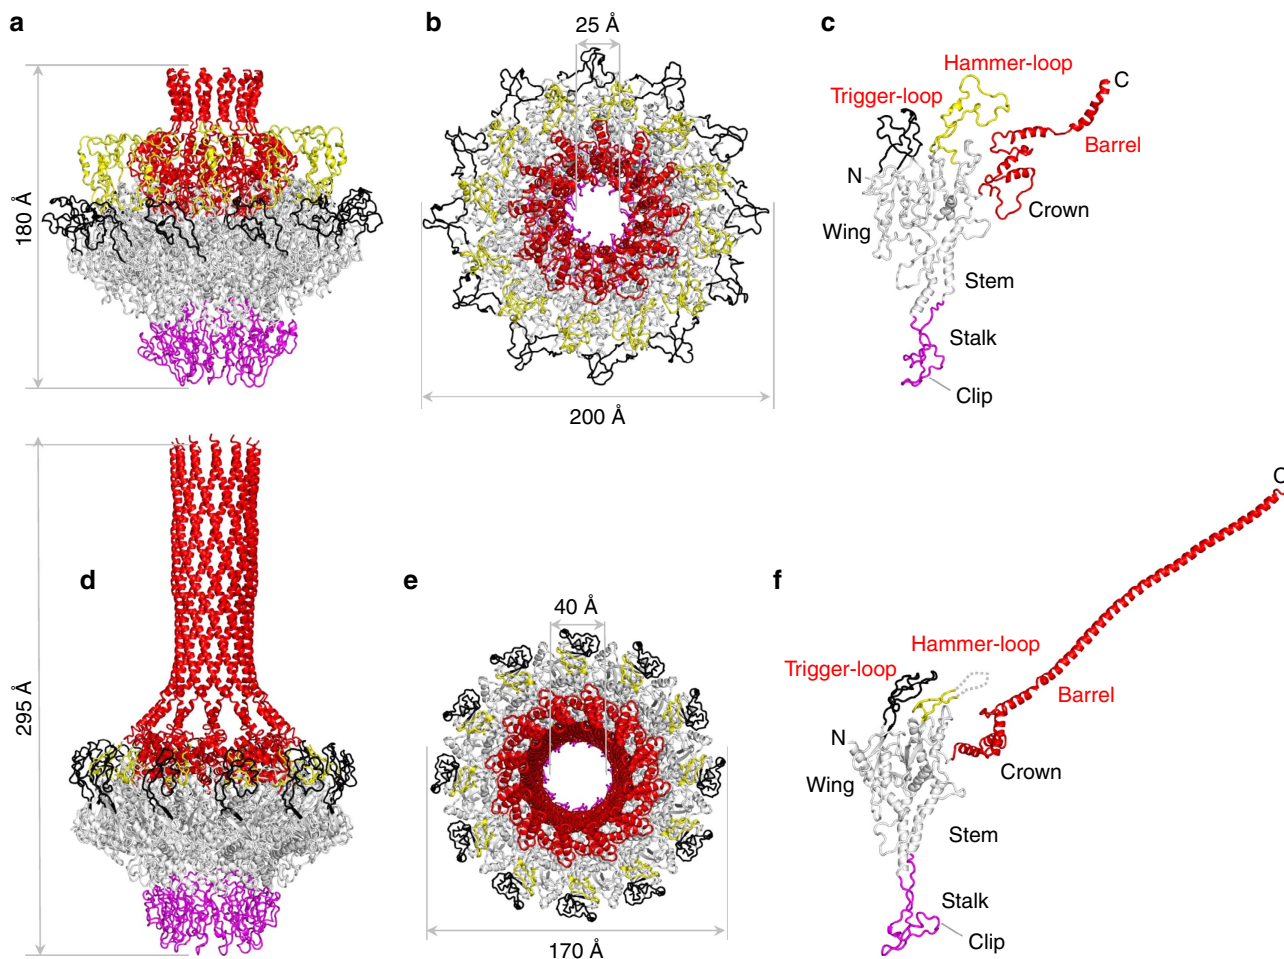 a
180 Å
b
25 Å
200 Å
c
Hammer-loop
C
Trigger-loop
Barrel
N
Crown
Wing
Stem
Stalk
Clip
d
295 Å
e
40 Å
170 Å
f
C
Hammer-loop
Trigger-loop
Barrel
N
Crown
Wing
Stem
Stalk
Clip